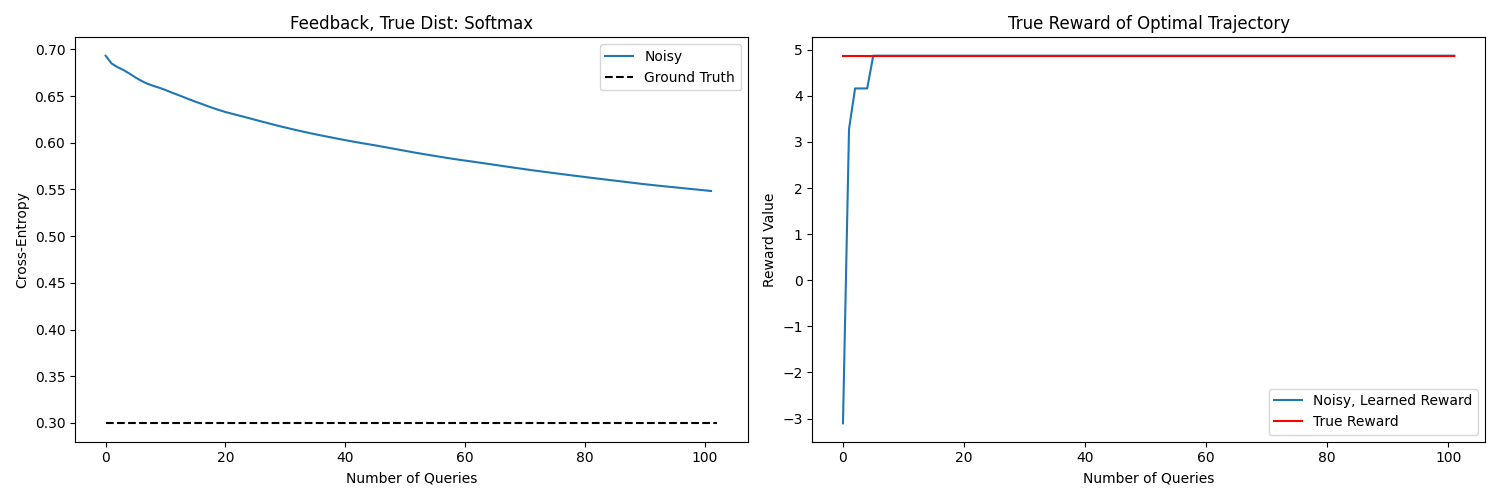 Feedback, True Dist: Softmax
Noisy
Ground Truth
0.70
0.65
0.60
0.55
0.50
0.45
0.40
0.35
0.30
Cross-Entropy
0 20 40 60 80 100
Number of Queries
True Reward of Optimal Trajectory
5
4
3
2
1
0
−1
−2
−3
Reward Value
Noisy, Learned Reward
True Reward
0 20 40 60 80 100
Number of Queries